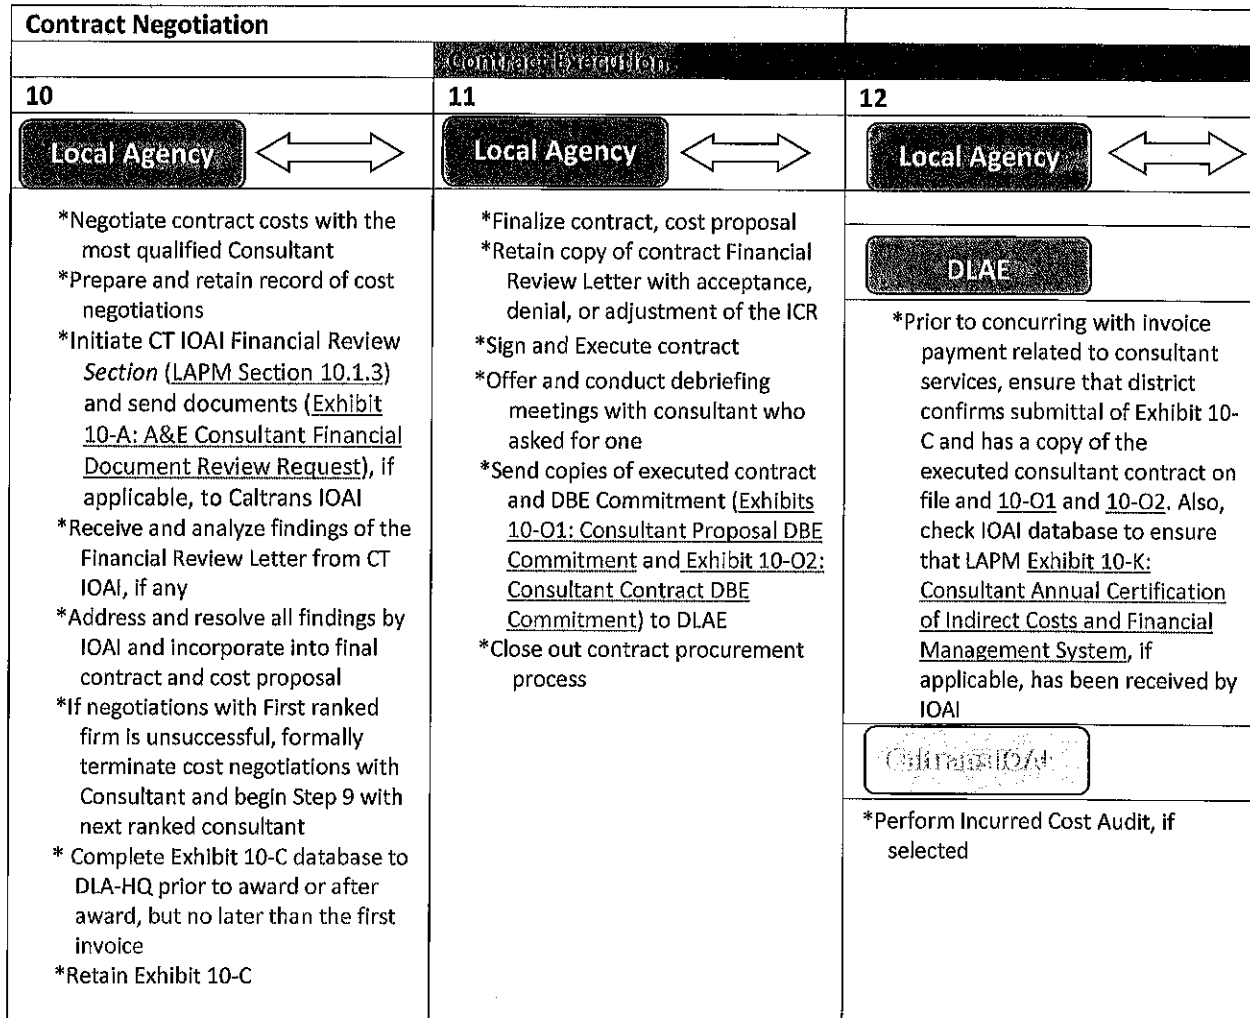 Contract Negotiation
Contract Execution
10
Local Agency
*Negotiate contract costs with the
most qualified Consultant
*Prepare and retain record of cost
negotiations
*Initiate CT IOAI Financial Review
Section (LAPM Section 10.1.3)
and send documents (Exhibit
10-A: A&E Consultant Financial
Document Review Request), if
applicable, to Caltrans IOAI
*Receive and analyze findings of the
Financial Review Letter from CT
IOAI, if any
*Address and resolve all findings by
IOAI and incorporate into final
contract and cost proposal
*If negotiations with First ranked
firm is unsuccessful, formally
terminate cost negotiations with
Consultant and begin Step 9 with
next ranked consultant
* Complete Exhibit 10-C database to
DLA-HQ prior to award or after
award, but no later than the first
invoice
*Retain Exhibit 10-C
11
Local Agency
*Finalize contract, cost proposal
*Retain copy of contract Financial
Review Letter with acceptance,
denial, or adjustment of the ICR
*Sign and Execute contract
*Offer and conduct debriefing
meetings with consultant who
asked for one
*Send copies of executed contract
and DBE Commitment (Exhibits
10-O1: Consultant Proposal DBE
Commitment and Exhibit 10-O2:
Consultant Contract DBE
Commitment) to DLAE
*Close out contract procurement
process
12
Local Agency
DLAE
*Prior to concurring with invoice
payment related to consultant
services, ensure that district
confirms submittal of Exhibit 10-
C and has a copy of the
executed consultant contract on
file and 10-O1 and 10-O2. Also,
check IOAI database to ensure
that LAPM Exhibit 10-K:
Consultant Annual Certification
of Indirect Costs and Financial
Management System, if
applicable, has been received by
IOAI
Caltrans IOAI
*Perform Incurred Cost Audit, if
selected